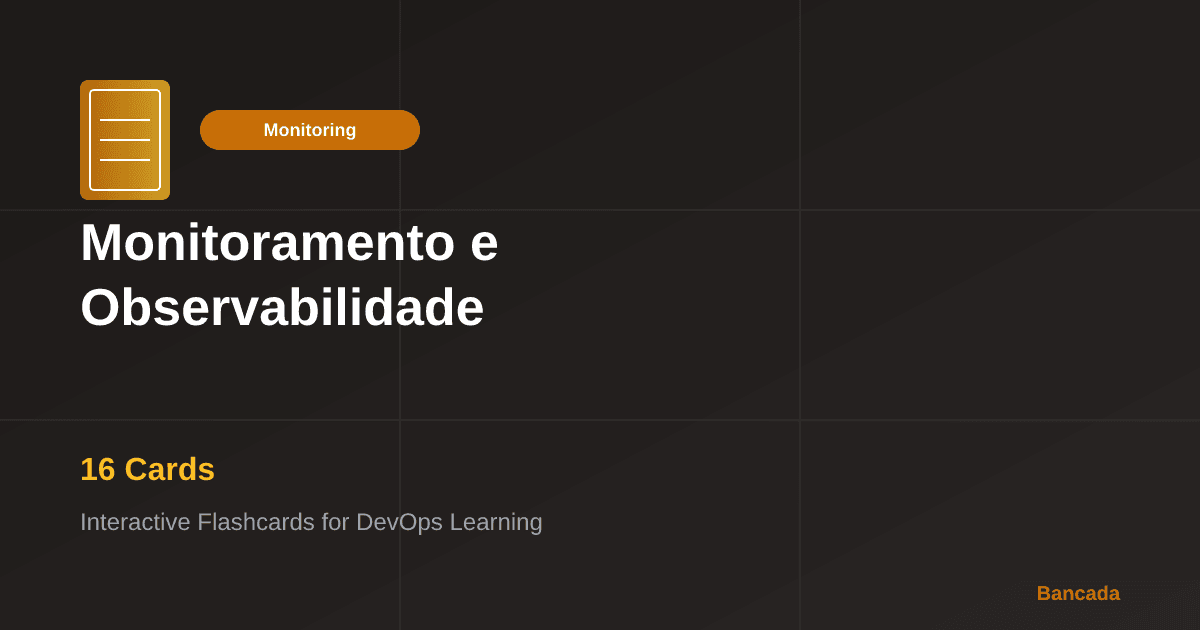 Monitoring
Monitoramento e
Observabilidade
16 Cards
Interactive Flashcards for DevOps Learning
Bancada